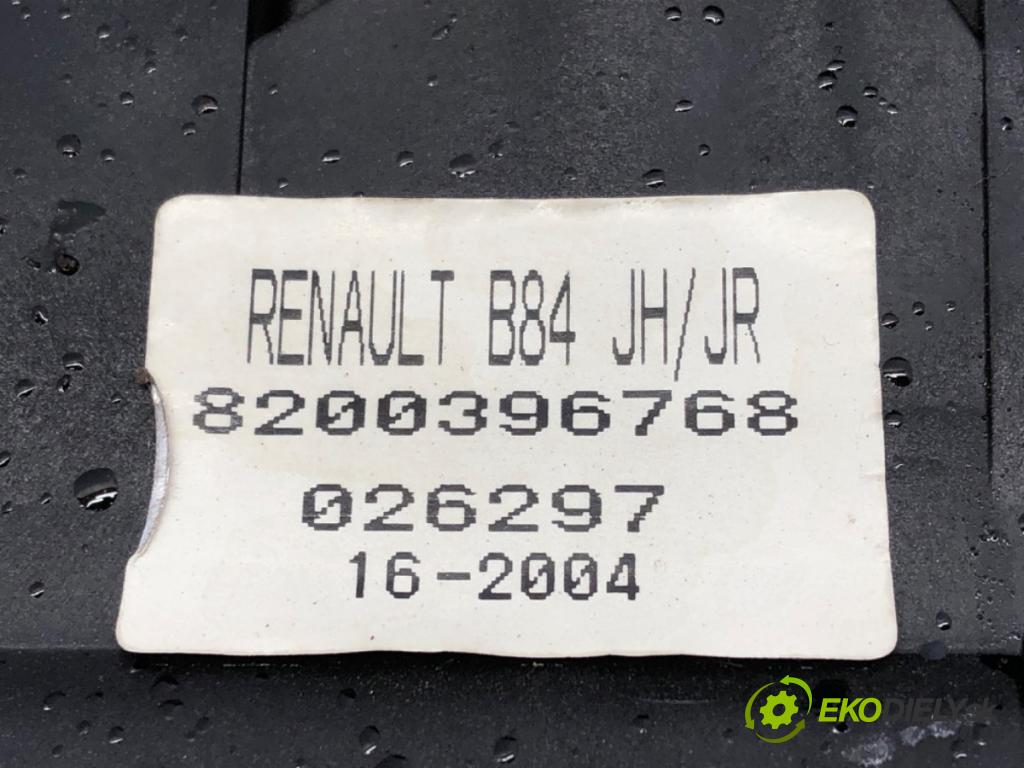 RENAULT B84 JH/JR
8200396768
026297
16-2004
EKODIELY.sk